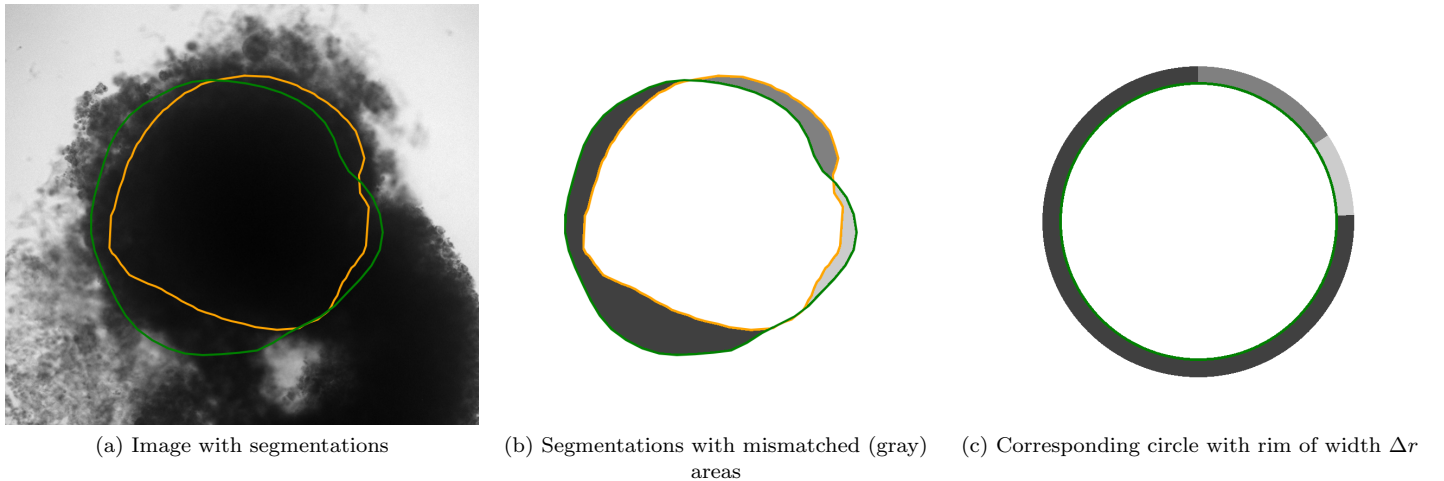 (a) Image with segmentations
(b) Segmentations with mismatched (gray)
areas
(c) Corresponding circle with rim of width Δr